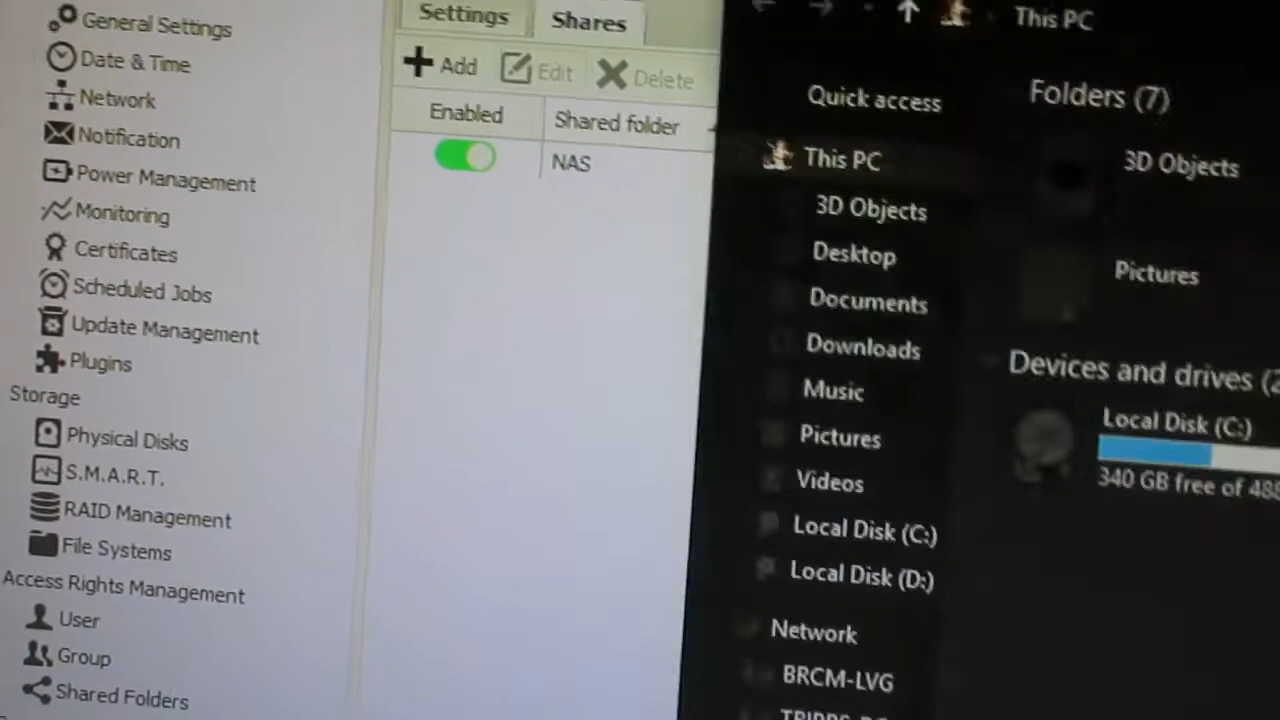 General Settings
Date & Time
Network
Notification
Power Management
Monitoring
Certificates
Scheduled Jobs
Update Management
Plugins
Storage
Physical Disks
S.M.A.R.T.
RAID Management
File Systems
Access Rights Management
User
Group
Shared Folders
Settings
Shares
Add
Edit
Delete
Enabled
Shared folder
NAS
This PC
Quick access
This PC
3D Objects
Desktop
Documents
Downloads
Music
Pictures
Videos
Local Disk (C:)
Local Disk (D:)
Network
BRCM-LVG
Folders (7)
3D Objects
Pictures
Devices and drives (2
Local Disk (C:)
340 GB free of 488